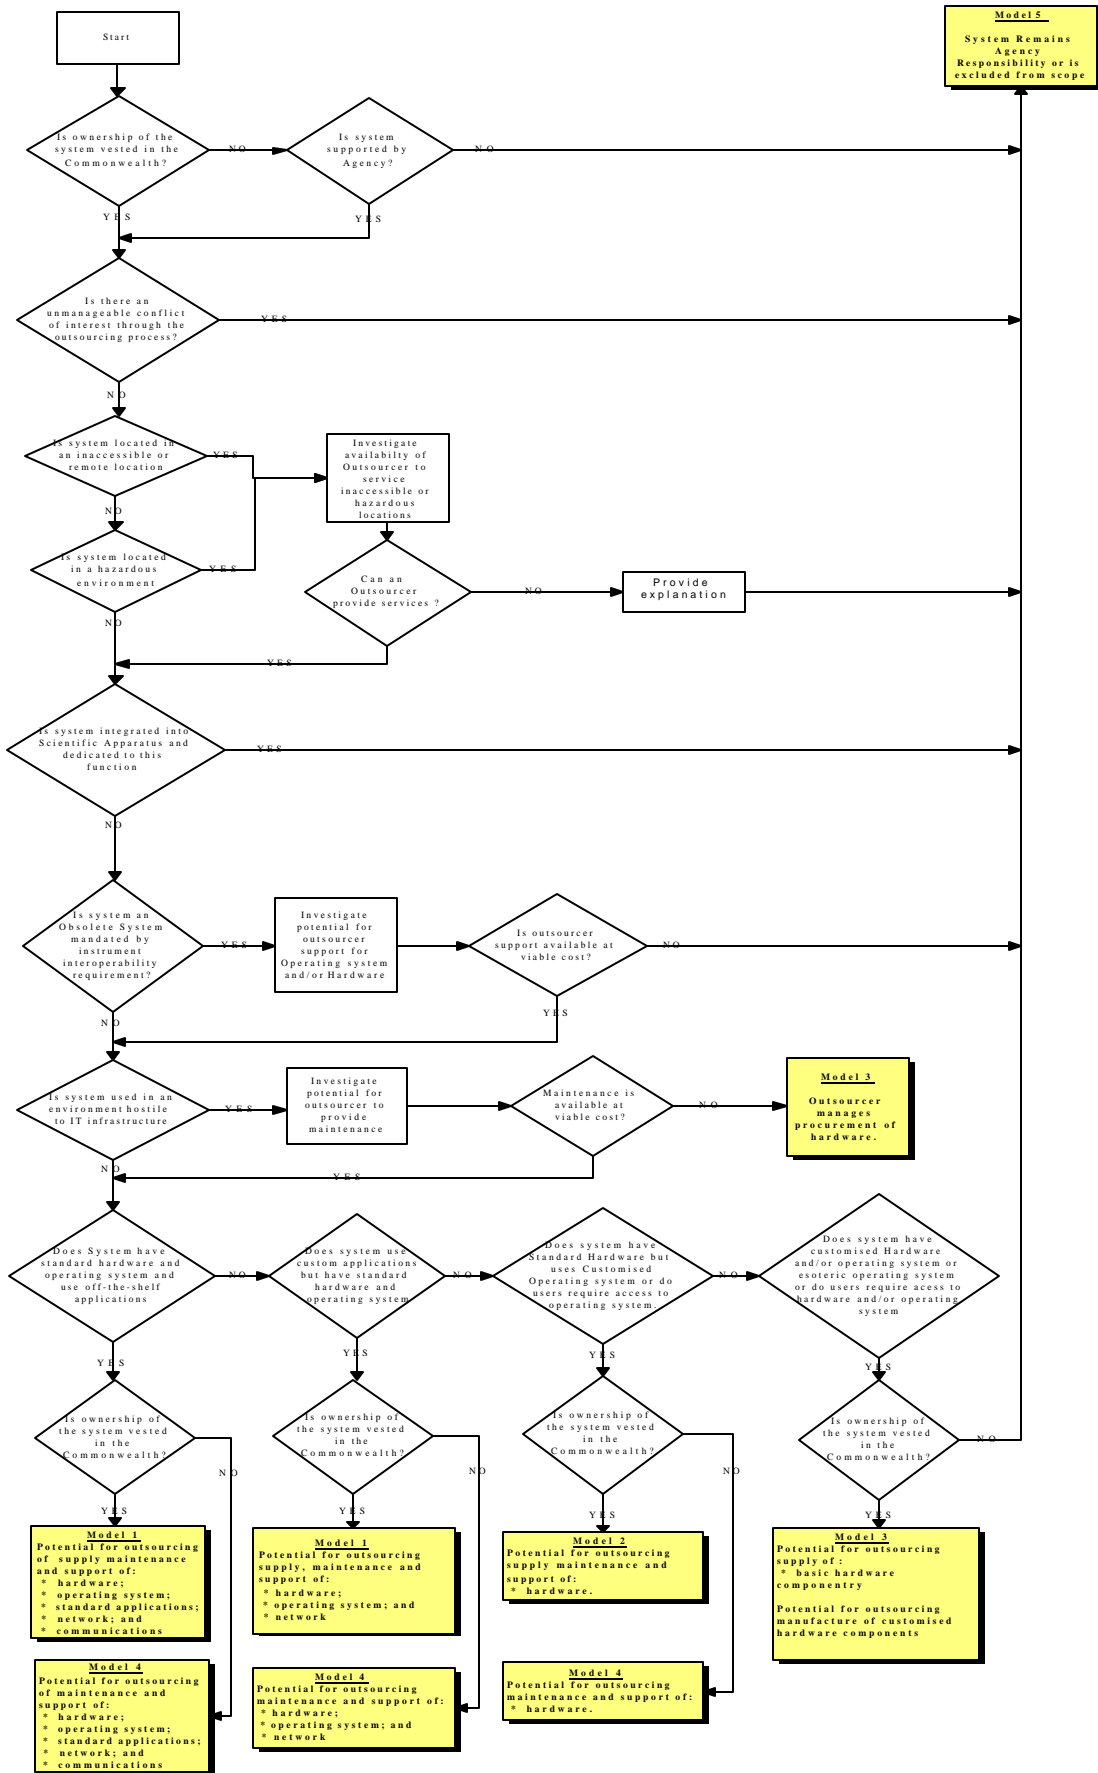 Start
Model 5
System Remains
Agency
Responsibility or is
excluded from scope
Is ownership of the
system vested in the
Commonwealth?
NO
Is system
supported by
Agency?
NO
YES
YES
Is there an
unmanageable conflict
of interest through the
outsourcing process?
YES
NO
Is system located in
an inaccessible or
remote location
YES
Investigate
availabilty of
Outsourcer to
service
inaccessible or
hazardous
locations
NO
Is system located
in a hazardous
environment
YES
Can an
Outsourcer
provide services ?
NO
Provide
explanation
NO
YES
Is system integrated into
Scientific Apparatus and
dedicated to this
function
YES
NO
Is system an
Obsolete System
mandated by
instrument
interoperability
requirement?
YES
Investigate
potential for
outsourcer
support for
Operating system
and/or Hardware
Is outsourcer
support available at
viable cost?
NO
YES
NO
Is system used in an
environment hostile
to IT infrastructure
YES
Investigate
potential for
outsourcer to
provide
maintenance
Maintenance is
available at
viable cost?
NO
Model 3
Outsourcer
manages
procurement of
hardware.
NO
YES
Does System have
standard hardware and
operating system and
use off-the-shelf
applications
NO
Does system use
custom applications
but have standard
hardware and
operating system
NO
Does system have
Standard Hardware but
uses Customised
Operating system or do
users require access to
operating system.
NO
Does system have
customised Hardware
and/or operating system or
esoteric operating system
or do users require acess to
hardware and/or operating
system
YES
YES
YES
YES
Is ownership of
the system vested
in the
Commonwealth?
NO
Is ownership of
the system vested
in the
Commonwealth?
NO
Is ownership of
the system vested
in the
Commonwealth?
NO
Is ownership of
the system vested
in the
Commonwealth?
NO
YES
YES
YES
YES
Model 1
Potential for outsourcing
of supply maintenance
and support of:
* hardware;
* operating system;
* standard applications;
* network; and
* communications
Model 1
Potential for outsourcing
supply, maintenance and
support of:
* hardware;
* operating system; and
* network
Model 2
Potential for outsourcing
supply maintenance and
support of:
* hardware.
Model 3
Potential for outsourcing
supply of :
* basic hardware
componentry
Potential for outsourcing
manufacture of customised
hardware components
Model 4
Potential for outsourcing
of maintenance and
support of:
* hardware;
* operating system;
* standard applications;
* network; and
* communications
Model 4
Potential for outsourcing
maintenance and support of:
* hardware;
* operating system; and
* network
Model 4
Potential for outsourcing
maintenance and support of:
* hardware.